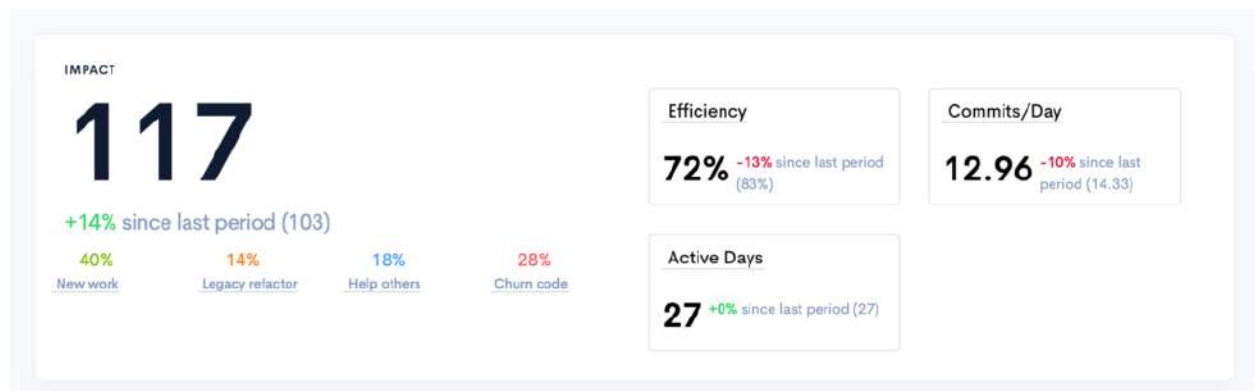 IMPACT
117
+14% since last period (103)
40% 14% 18% 28%
New work Legacy refactor Help others Churn code
Efficiency
72% -13% since last period
(83%)
Commits/Day
12.96 -10% since last
period (14.33)
Active Days
27 +0% since last period (27)